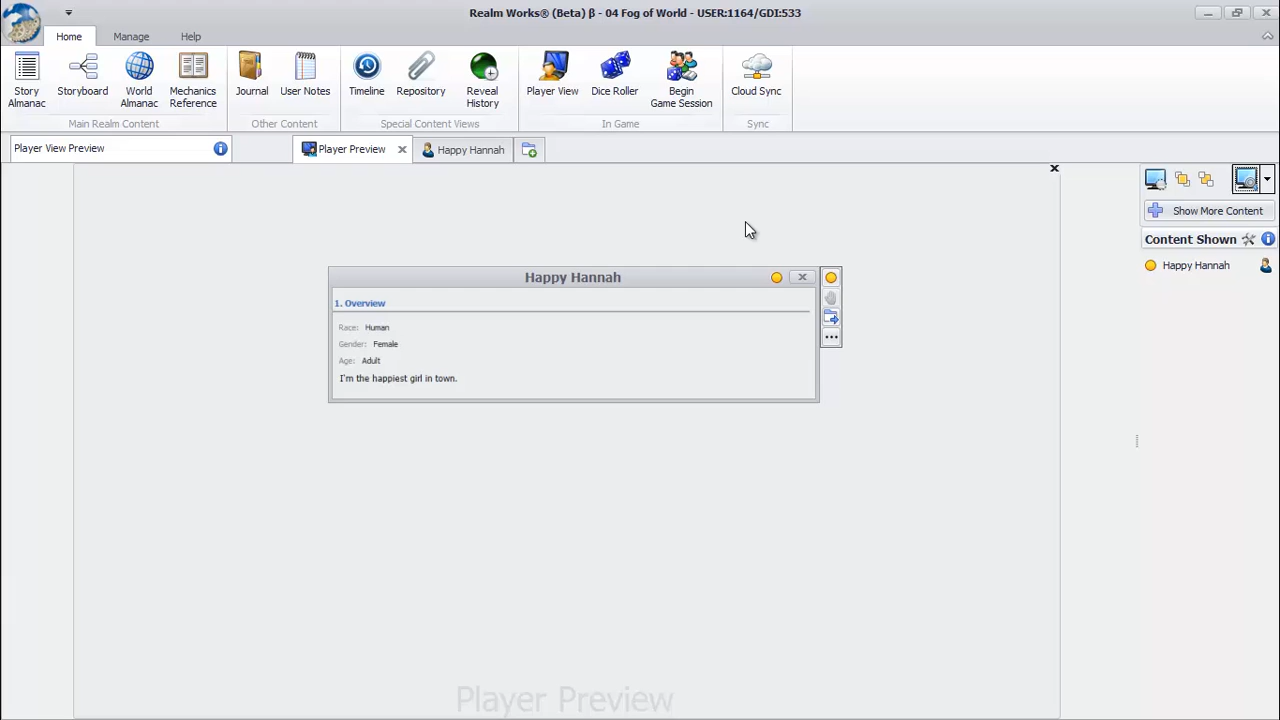 Realm Works® (Beta) β - 04 Fog of World - USER:1164/GDI:533
Home Manage Help
Story Almanac
Storyboard
World Almanac
Mechanics Reference
Main Realm Content
Journal
User Notes
Other Content
Timeline
Repository
Reveal History
Special Content Views
Player View
Dice Roller
Begin Game Session
In Game
Cloud Sync
Sync
Player View Preview
Player Preview
Happy Hannah
Show More Content
Content Shown
Happy Hannah
Happy Hannah
1. Overview
Race: Human
Gender: Female
Age: Adult
I'm the happiest girl in town.
Player Preview